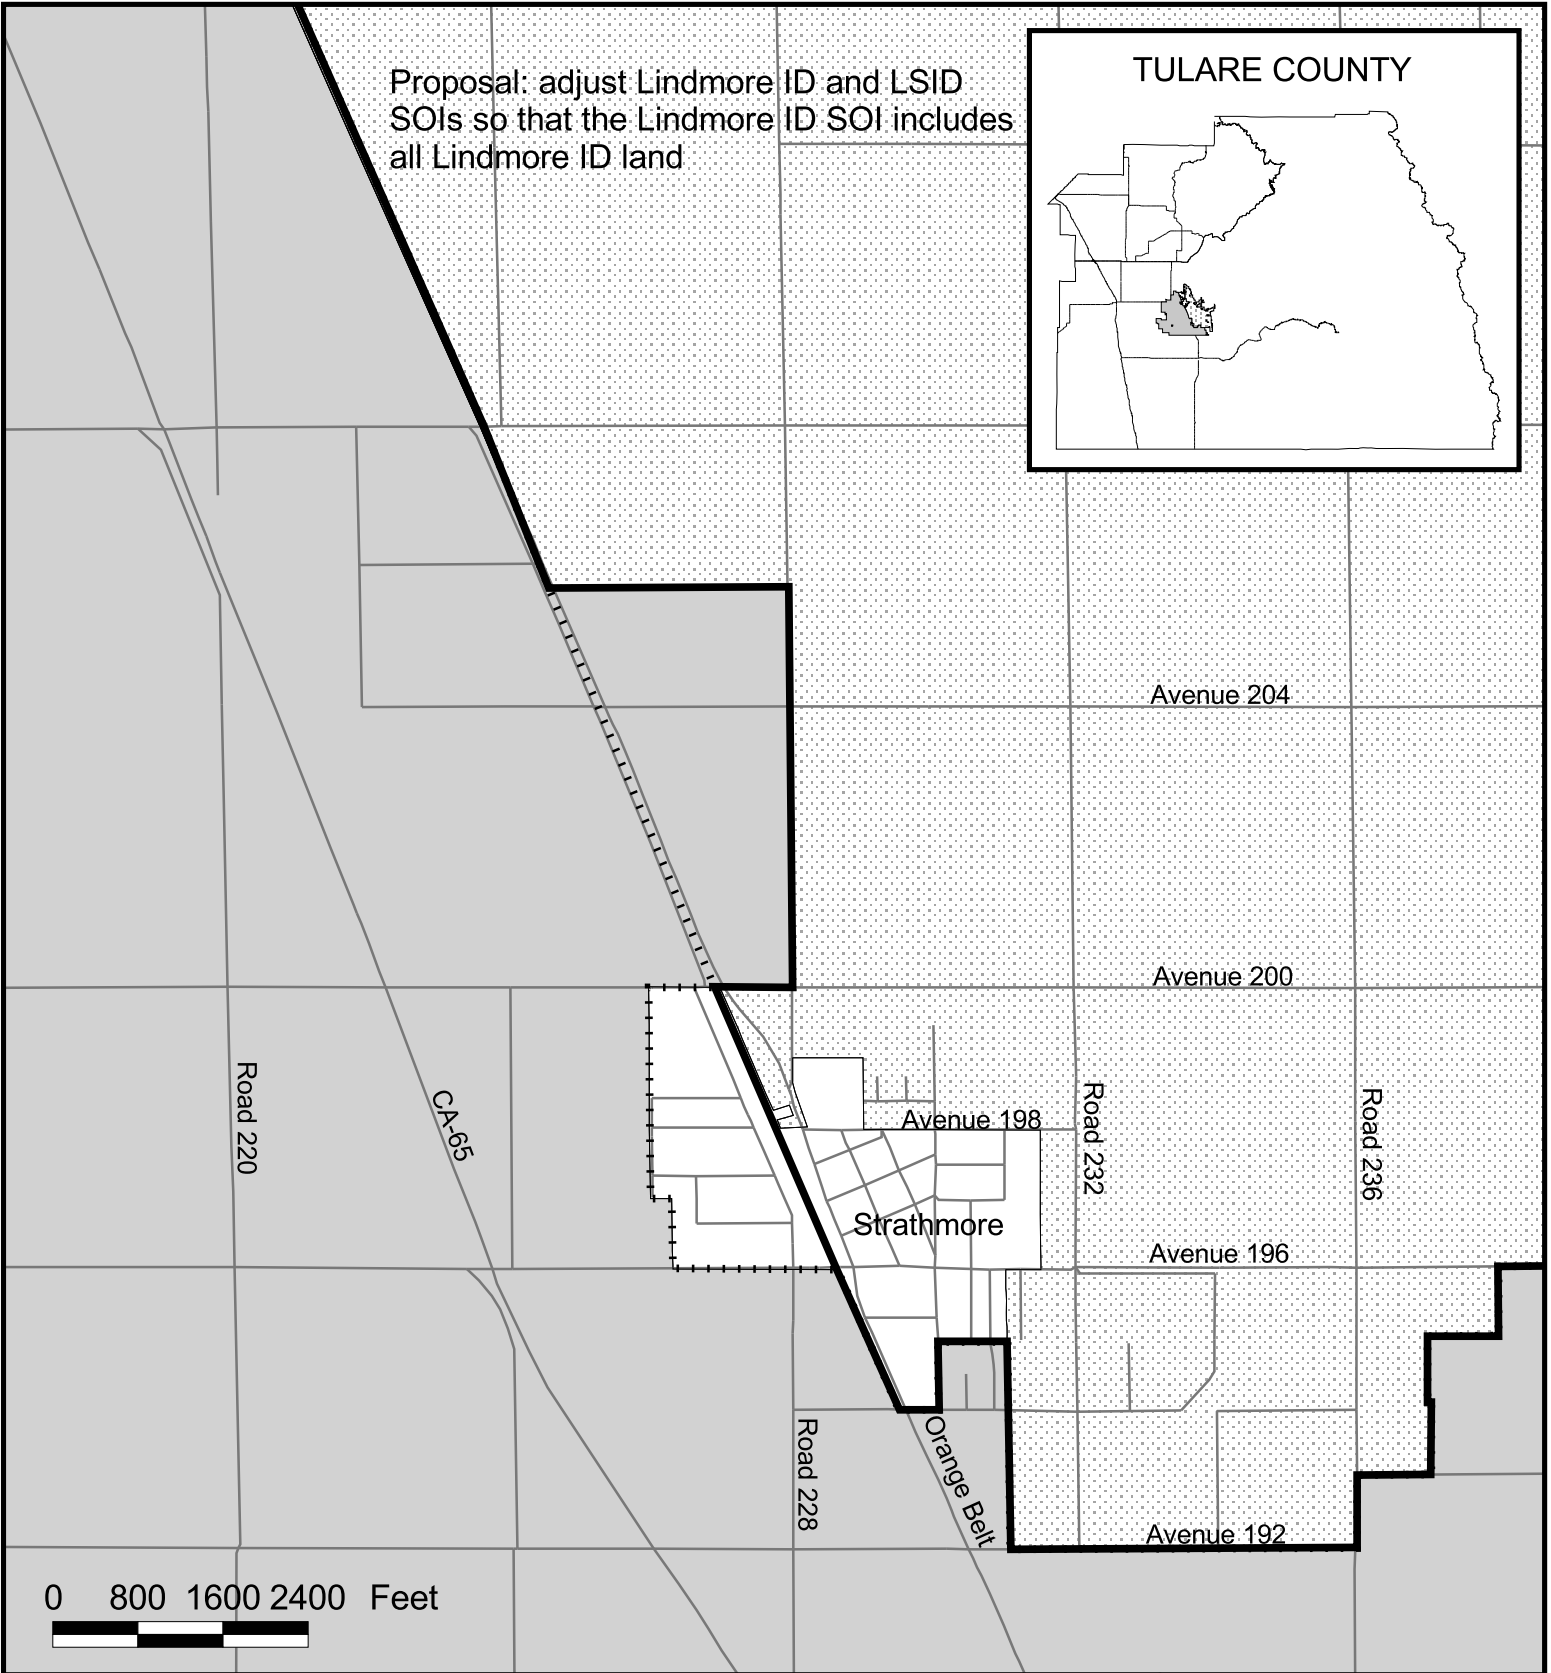 Proposal: adjust Lindmore ID and LSID
SOIs so that the Lindmore ID SOI includes
all Lindmore ID land
TULARE COUNTY
Avenue 204
Avenue 200
Road 220
CA-65
Avenue 198
Road 232
Road 236
Strathmore
Avenue 196
Road 228
Orange Belt
Avenue 192
0 800 1600 2400 Feet